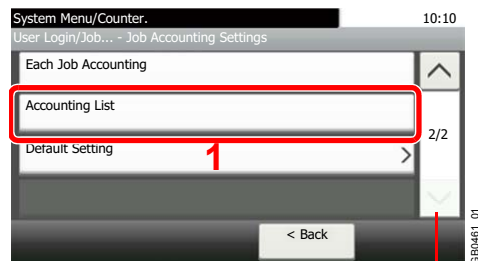 System Menu/Counter.
10:10
User Login/Job... - Job Accounting Settings
Each Job Accounting
Accounting List
2/2
Default Setting
1
< Back
GB0461_01